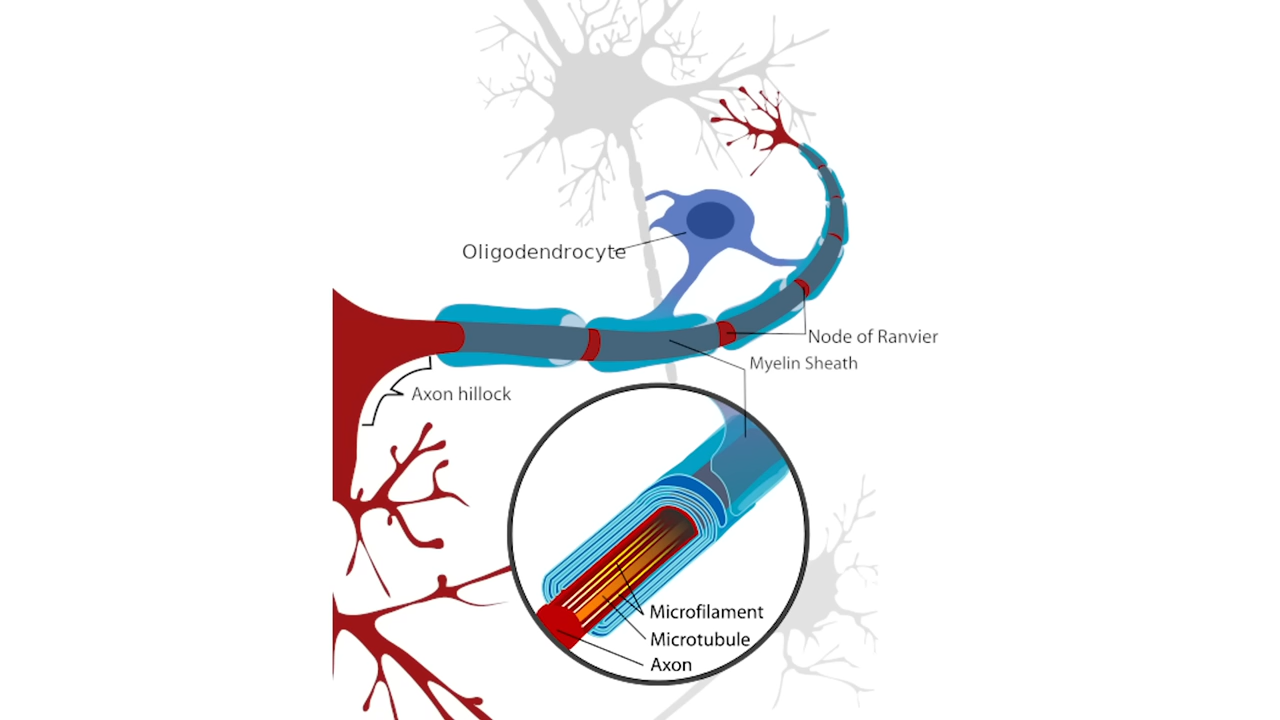 Oligodendrocyte
Node of Ranvier
Myelin Sheath
Axon hillock
Microfilament
Microtubule
Axon